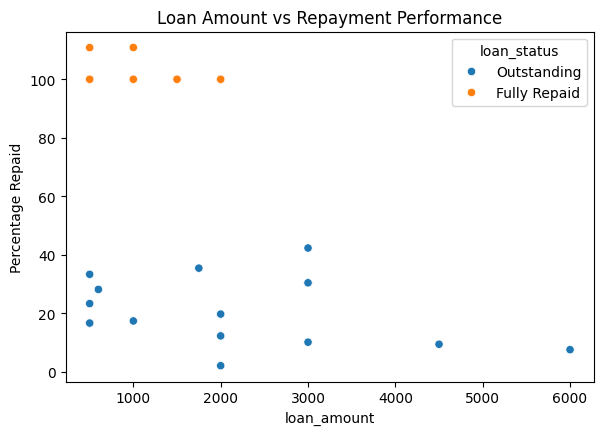 Loan Amount vs Repayment Performance
loan_status
Outstanding
Fully Repaid
Percentage Repaid
100
80
60
40
20
0
1000 2000 3000 4000 5000 6000
loan_amount